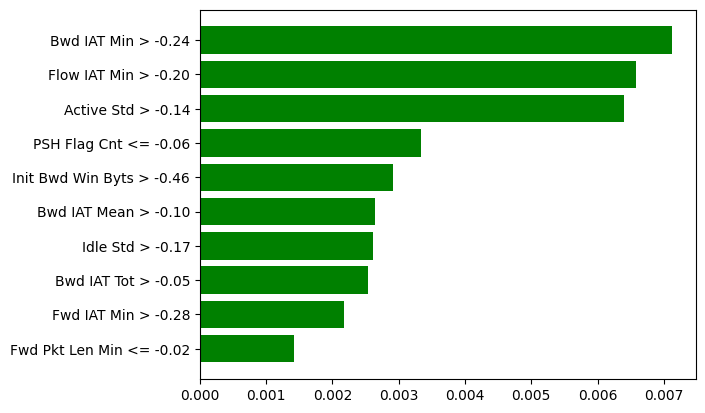 Bwd IAT Min > -0.24
Flow IAT Min > -0.20
Active Std > -0.14
PSH Flag Cnt <= -0.06
Init Bwd Win Byts > -0.46
Bwd IAT Mean > -0.10
Idle Std > -0.17
Bwd IAT Tot > -0.05
Fwd IAT Min > -0.28
Fwd Pkt Len Min <= -0.02
0.000 0.001 0.002 0.003 0.004 0.005 0.006 0.007